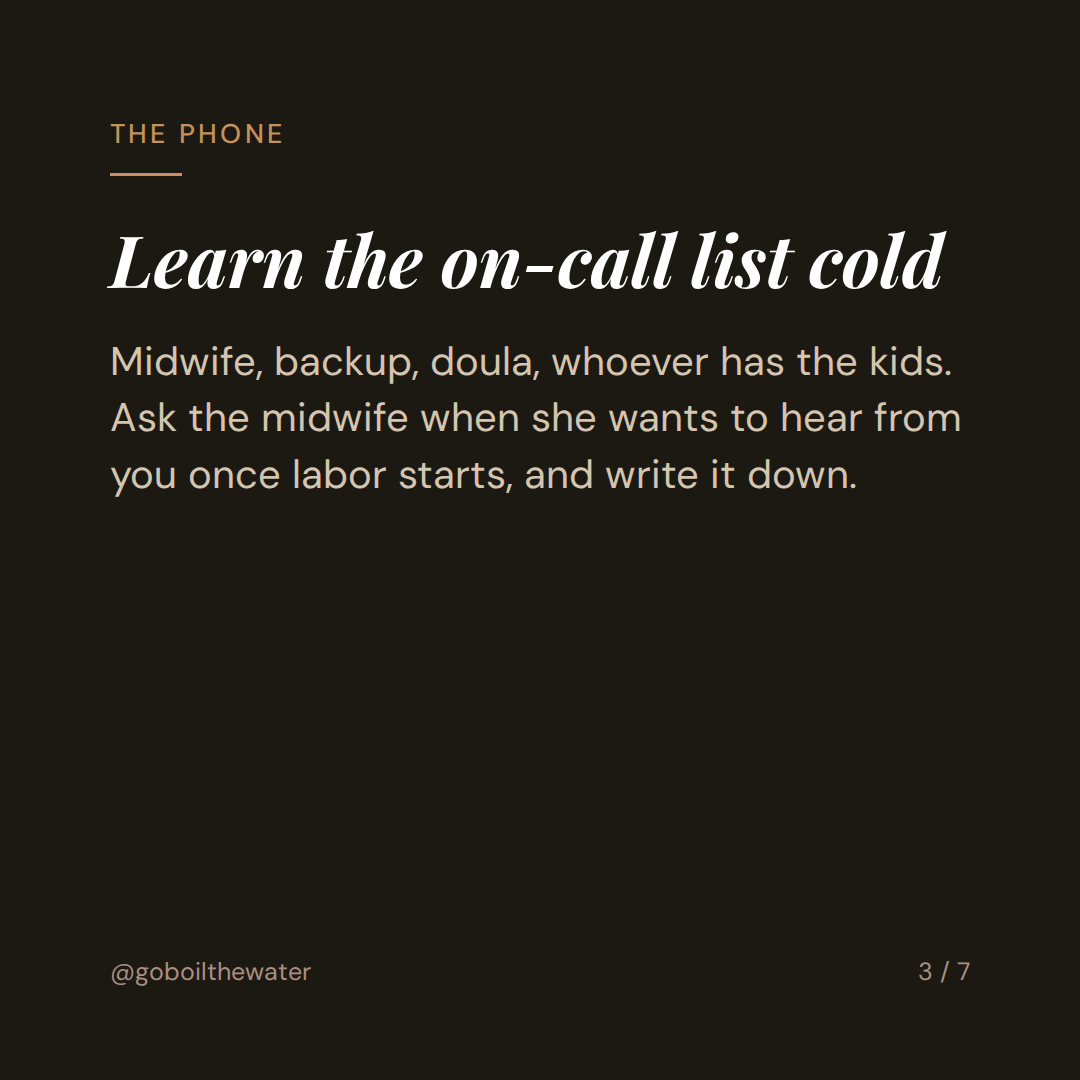 THE PHONE
Learn the on-call list cold
Midwife, backup, doula, whoever has the kids.
Ask the midwife when she wants to hear from
you once labor starts, and write it down.
@goboilthewater
3 / 7